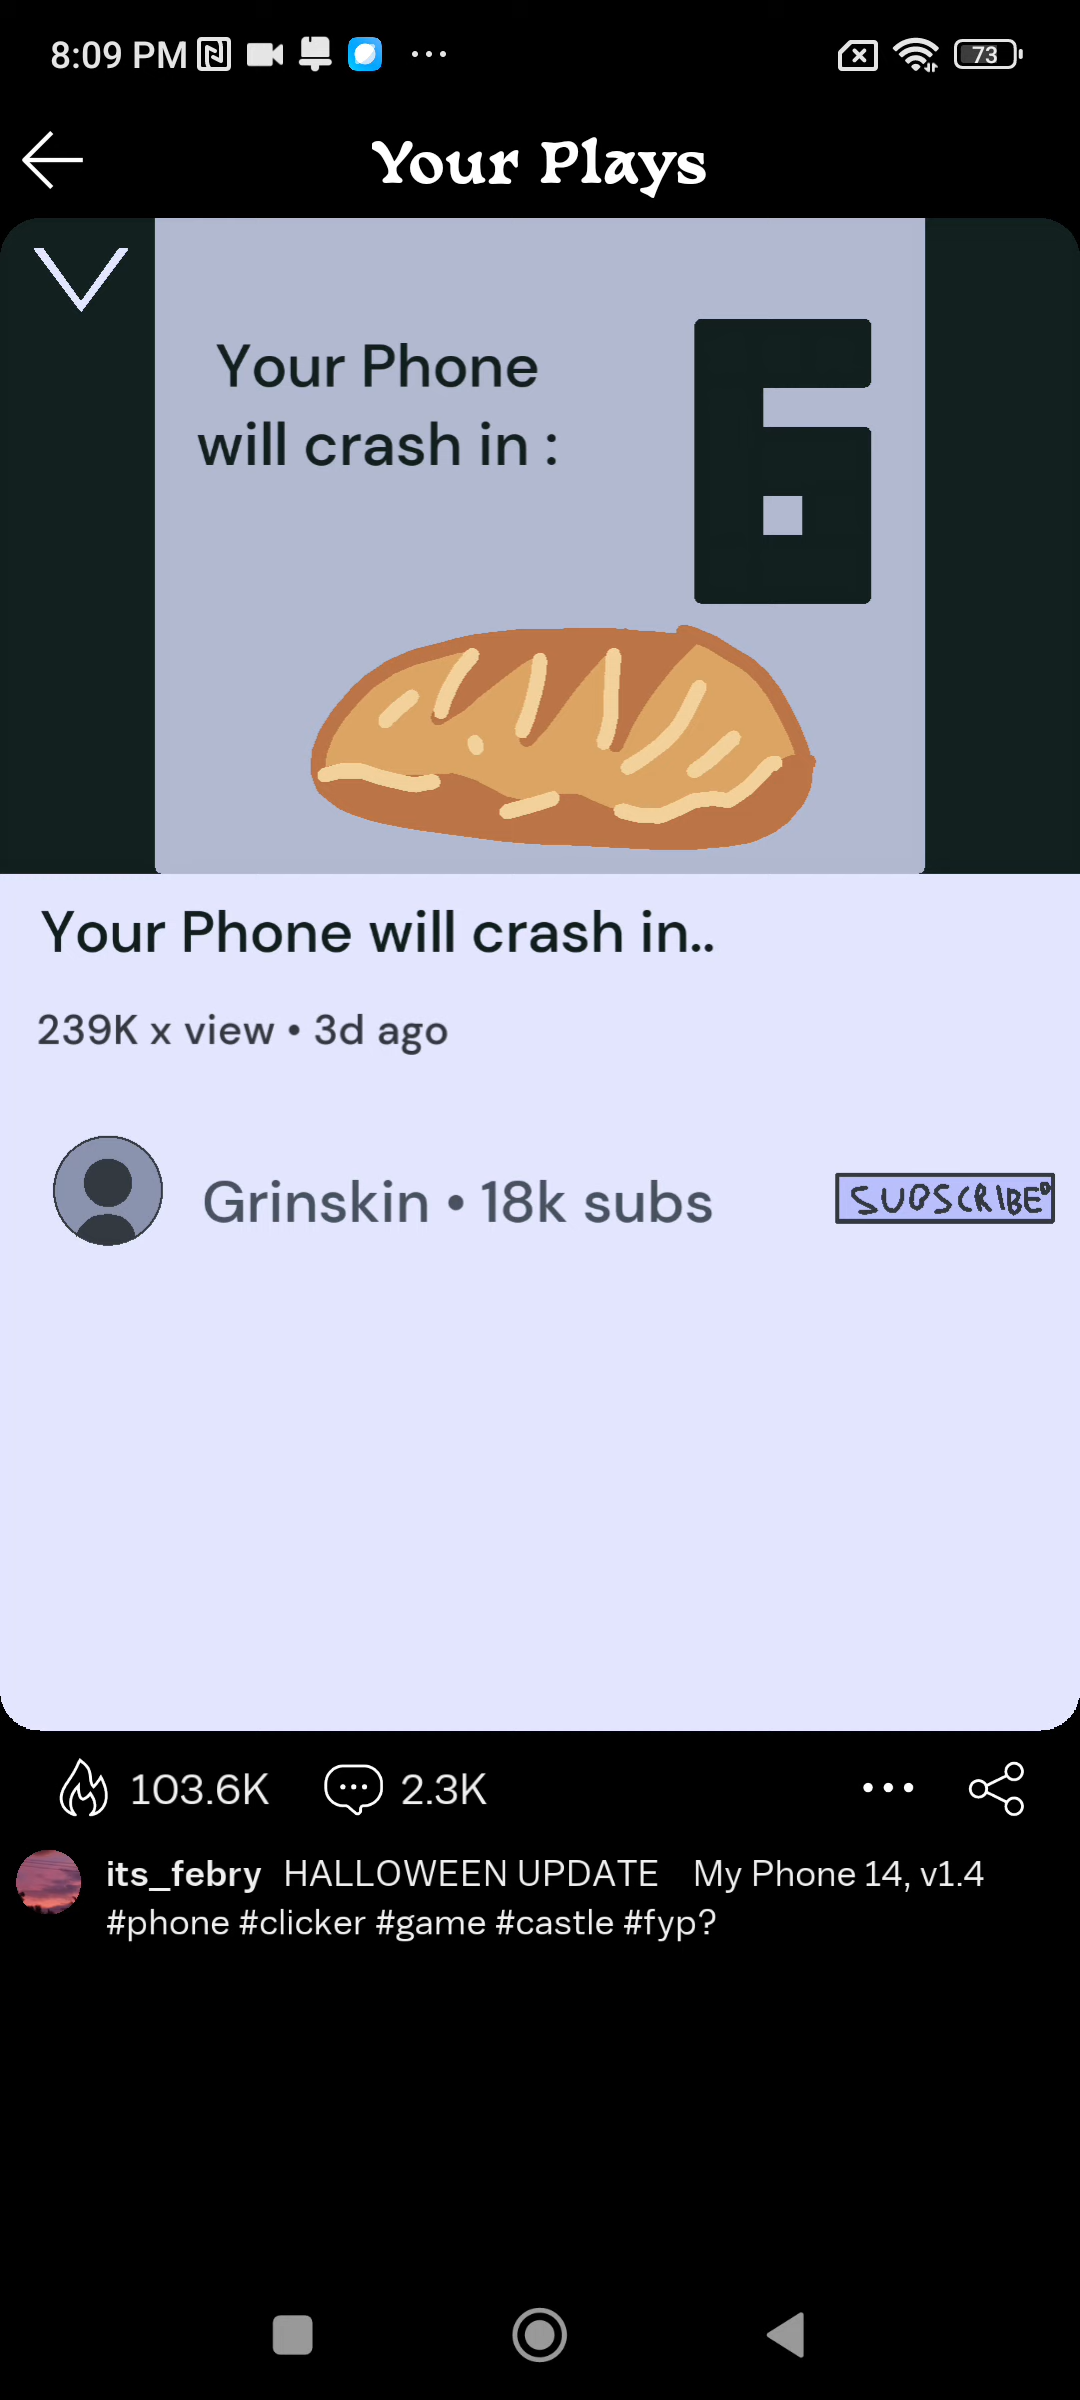 8:09 PM
73
Your Plays
Your Phone
will crash in :
6
Your Phone will crash in..
239K x view • 3d ago
Grinskin • 18k subs
SUBSCRIBE
103.6K 2.3K
its_febry HALLOWEEN UPDATE My Phone 14, v1.4
#phone #clicker #game #castle #fyp?